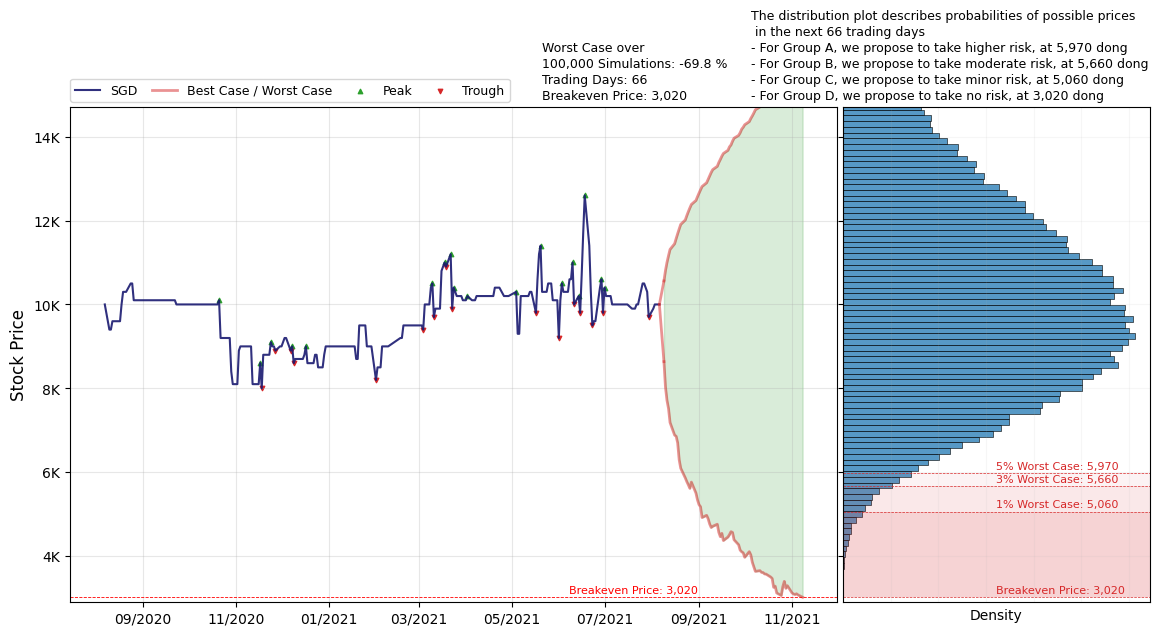 The distribution plot describes probabilities of possible prices
in the next 66 trading days
- For Group A, we propose to take higher risk, at 5,970 dong
- For Group B, we propose to take moderate risk, at 5,660 dong
- For Group C, we propose to take minor risk, at 5,060 dong
- For Group D, we propose to take no risk, at 3,020 dong
Worst Case over
100,000 Simulations: -69.8 %
Trading Days: 66
Breakeven Price: 3,020
SGD
Best Case / Worst Case
Peak
Trough
Stock Price
14K
12K
10K
8K
6K
4K
Breakeven Price: 3,020
09/2020
11/2020
01/2021
03/2021
05/2021
07/2021
09/2021
11/2021
5% Worst Case: 5,970
3% Worst Case: 5,660
1% Worst Case: 5,060
Breakeven Price: 3,020
Density